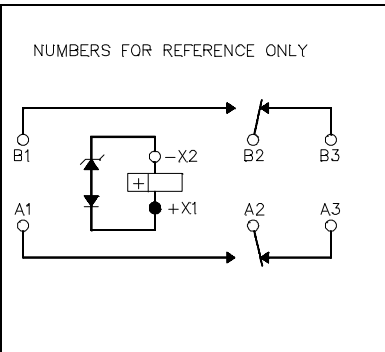 NUMBERS FOR REFERENCE ONLY
B1 -X2 B2 B3
+
A1 +X1 A2 A3